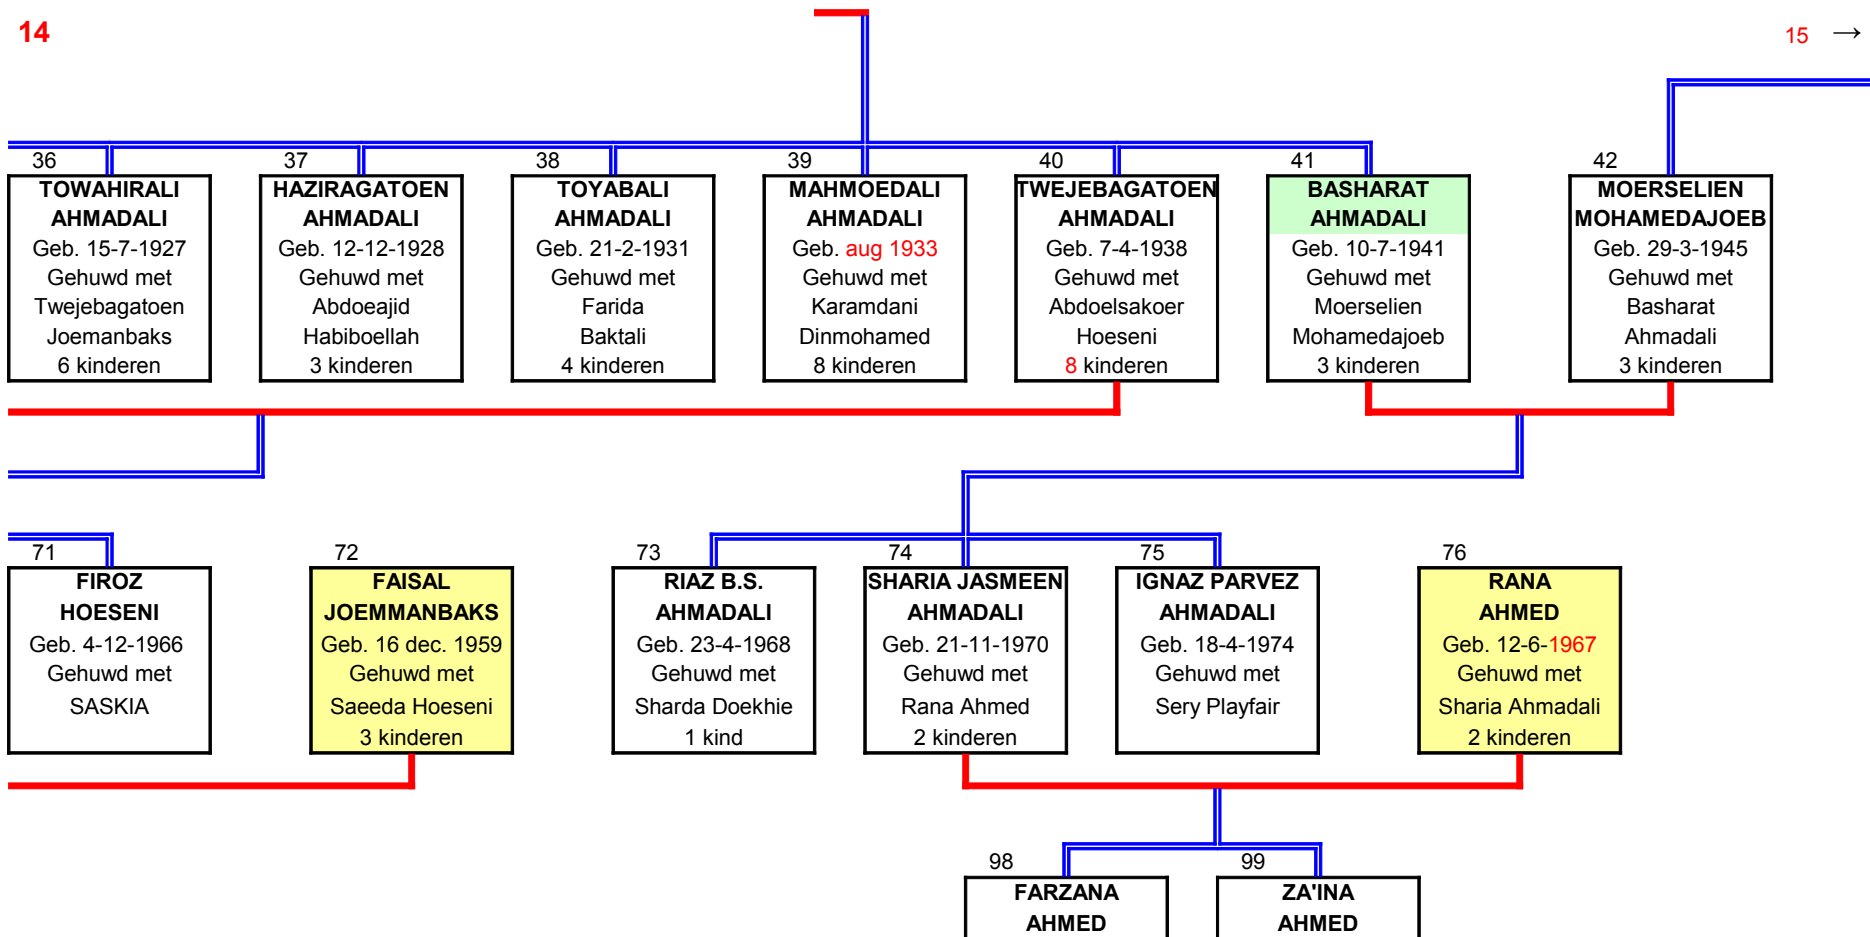 14
15 →
36
TOWAHIRALI
AHMADALI
Geb. 15-7-1927
Gehuwd met
Twejebagatoen
Joemanbaks
6 kinderen
37
HAZIRAGATOEN
AHMADALI
Geb. 12-12-1928
Gehuwd met
Abdoeajid
Habiboellah
3 kinderen
38
TOYABALI
AHMADALI
Geb. 21-2-1931
Gehuwd met
Farida
Baktali
4 kinderen
39
MAHMOEDALI
AHMADALI
Geb. aug 1933
Gehuwd met
Karamdani
Dinmohamed
8 kinderen
40
TWEJEBAGATOEN
AHMADALI
Geb. 7-4-1938
Gehuwd met
Abdoelsakoer
Hoeseni
8 kinderen
41
BASHARAT
AHMADALI
Geb. 10-7-1941
Gehuwd met
Moerselien
Mohamedajoeb
3 kinderen
42
MOERSELIEN
MOHAMEDAJOEB
Geb. 29-3-1945
Gehuwd met
Basharat
Ahmadali
3 kinderen
71
FIROZ
HOESENI
Geb. 4-12-1966
Gehuwd met
SASKIA
72
FAISAL
JOEMMANBAKS
Geb. 16 dec. 1959
Gehuwd met
Saeeda Hoeseni
3 kinderen
73
RIAZ B.S.
AHMADALI
Geb. 23-4-1968
Gehuwd met
Sharda Doekhie
1 kind
74
SHARIA JASMEEN
AHMADALI
Geb. 21-11-1970
Gehuwd met
Rana Ahmed
2 kinderen
75
IGNAZ PARVEZ
AHMADALI
Geb. 18-4-1974
Gehuwd met
Sery Playfair
76
RANA
AHMED
Geb. 12-6-1967
Gehuwd met
Sharia Ahmadali
2 kinderen
98
FARZANA
AHMED
99
ZA'INA
AHMED